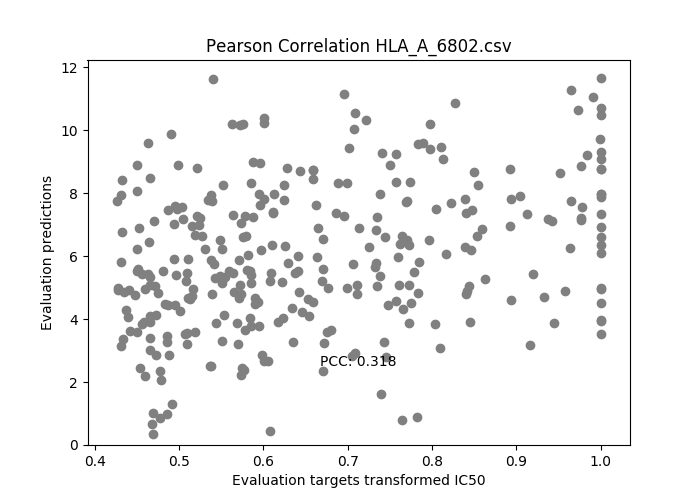 Pearson Correlation HLA_A_6802.csv
12
10
8
6
4
2
0
Evaluation predictions
PCC: 0.318
0.4 0.5 0.6 0.7 0.8 0.9 1.0
Evaluation targets transformed IC50